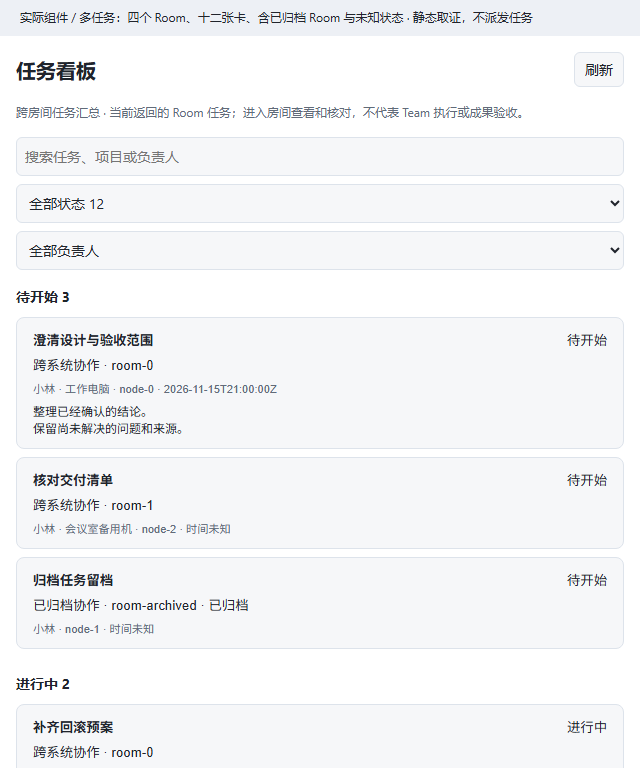 实际组件 / 多任务：四个 Room、十二张卡、含已归档 Room 与未知状态 · 静态取证，不派发任务
任务看板
刷新
跨房间任务汇总 · 当前返回的 Room 任务；进入房间查看和核对，不代表 Team 执行或成果验收。
搜索任务、项目或负责人
全部状态 12
全部负责人
待开始 3
澄清设计与验收范围
待开始
跨系统协作 · room-0
小林 · 工作电脑 · node-0 · 2026-11-15T21:00:00Z
整理已经确认的结论。
保留尚未解决的问题和来源。
核对交付清单
待开始
跨系统协作 · room-1
小林 · 会议室备用机 · node-2 · 时间未知
归档任务留档
待开始
已归档协作 · room-archived · 已归档
小林 · node-1 · 时间未知
进行中 2
补齐回滚预案
进行中
跨系统协作 · room-0